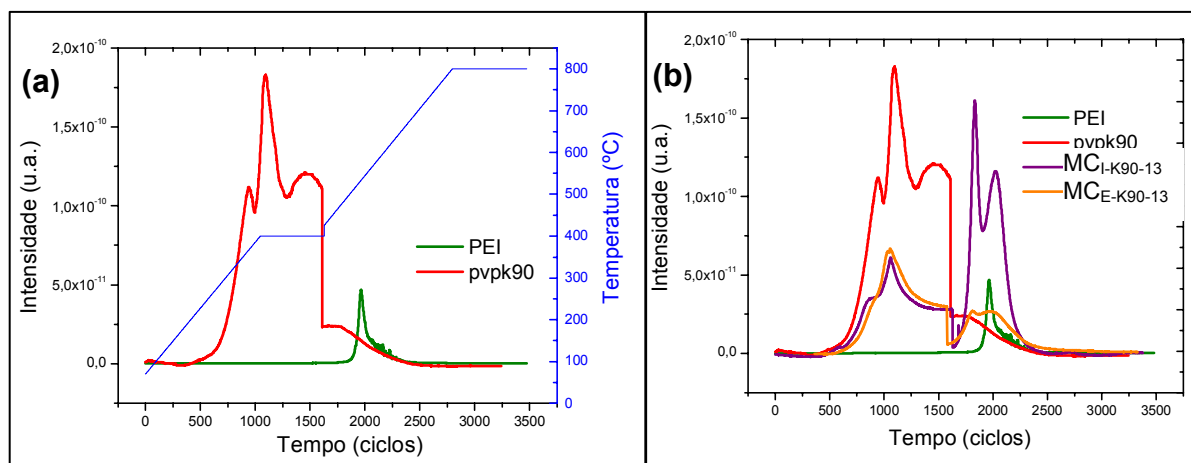 (a)
Intensidade (u.a.)
2,0x10⁻¹⁰
1,5x10⁻¹⁰
1,0x10⁻¹⁰
5,0x10⁻¹¹
0,0
0 500 1000 1500 2000 2500 3000 3500
Tempo (ciclos)
800
700
600
500
400
300
200
100
0
Temperatura (ºC)
PEI
pvpk90
(b)
Intensidade (u.a.)
2,0x10⁻¹⁰
1,5x10⁻¹⁰
1,0x10⁻¹⁰
5,0x10⁻¹¹
0,0
0 500 1000 1500 2000 2500 3000 3500
Tempo (ciclos)
PEI
pvpk90
MC I-K90-13
MC E-K90-13